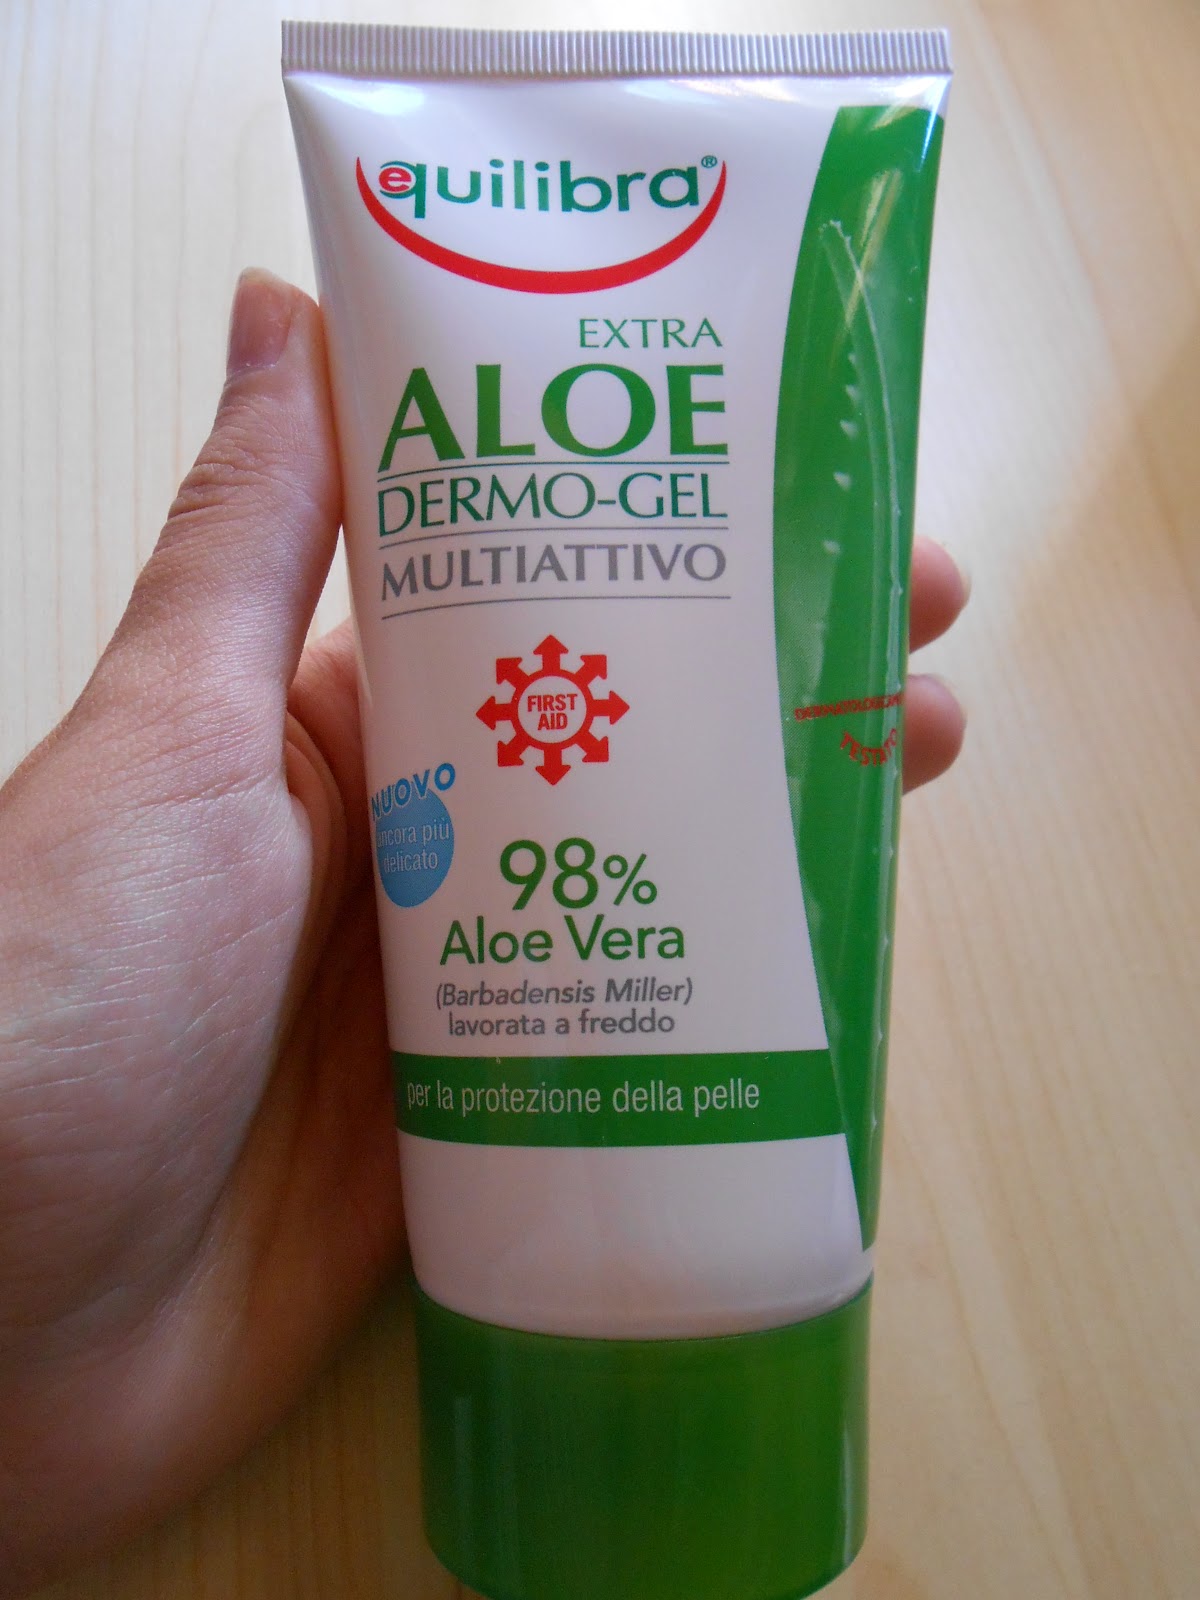 equilibra®
EXTRA
ALOE
DERMO-GEL
MULTIATTIVO
FIRST
AID
NUOVO
ancora più
delicato
98%
Aloe Vera
(Barbadensis Miller)
lavorata a freddo
per la protezione della pelle
TESTATO